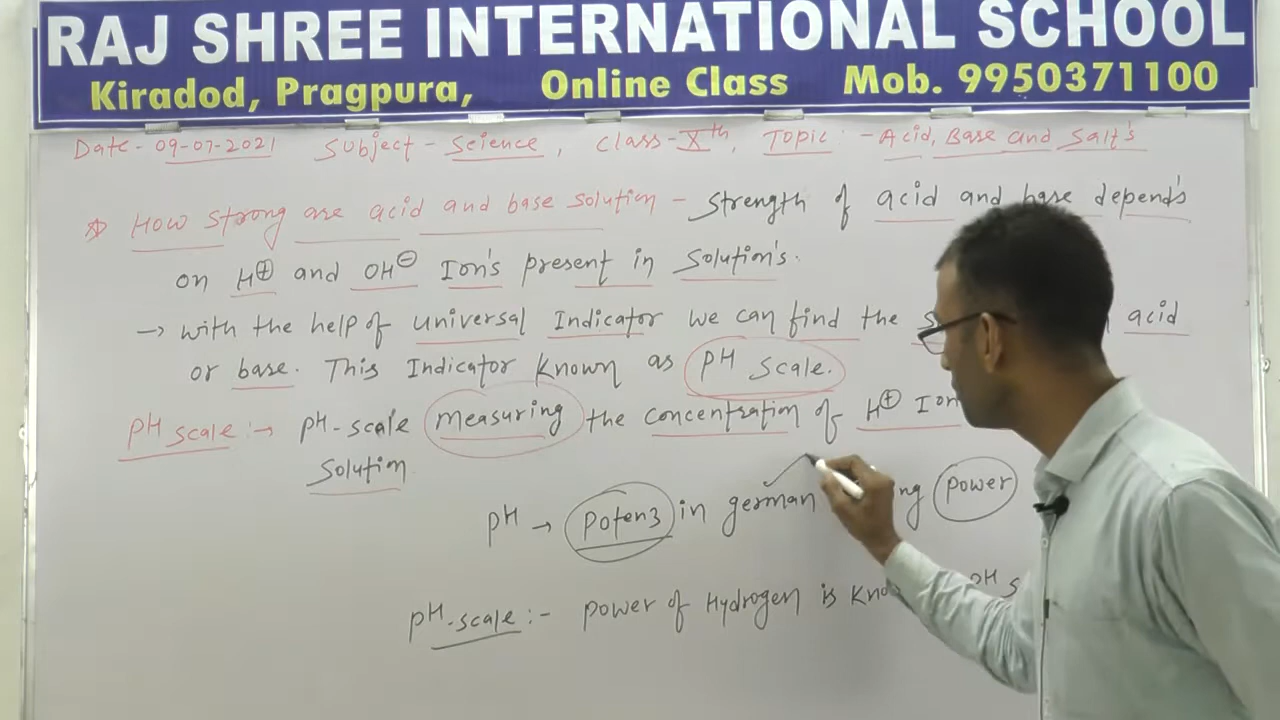 RAJ SHREE INTERNATIONAL SCHOOL
Kiradod, Pragpura, Online Class Mob. 9950371100
Date- 09-07-2021 Subject - Science, Class-Xth, Topic :- Acid, Base and Salt's
How strong are acid and base solution - Strength of acid and base depend's
on H⊕ and OH⊖ Ion's present in Solution's.
→ with the help of universal Indicator we can find the acid
or base. This Indicator Known as pH scale.
pH scale :→ pH-scale measuring the concentration of H⊕ Ion
Solution
pH → potenz in german power
pH-scale :- power of Hydrogen is pH